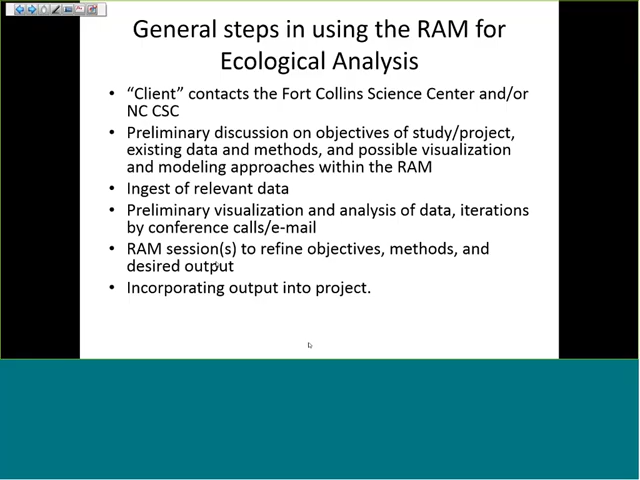 General steps in using the RAM for
Ecological Analysis
• “Client” contacts the Fort Collins Science Center and/or
NC CSC
• Preliminary discussion on objectives of study/project,
existing data and methods, and possible visualization
and modeling approaches within the RAM
• Ingest of relevant data
• Preliminary visualization and analysis of data, iterations
by conference calls/e-mail
• RAM session(s) to refine objectives, methods, and
desired output
• Incorporating output into project.